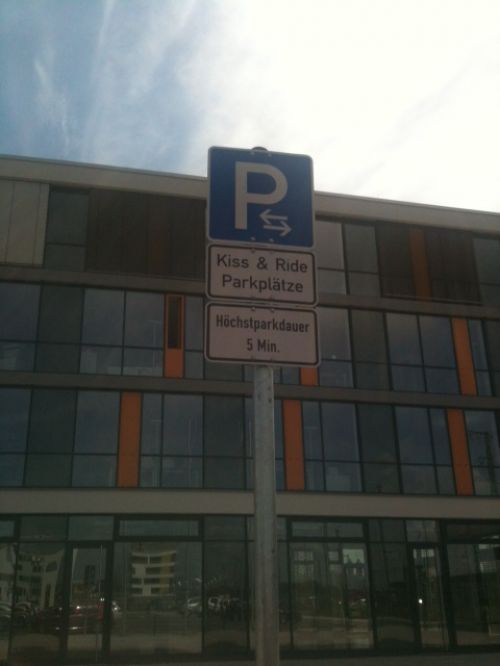 P
Kiss & Ride
Parkplätze
Höchstparkdauer
5 Min.